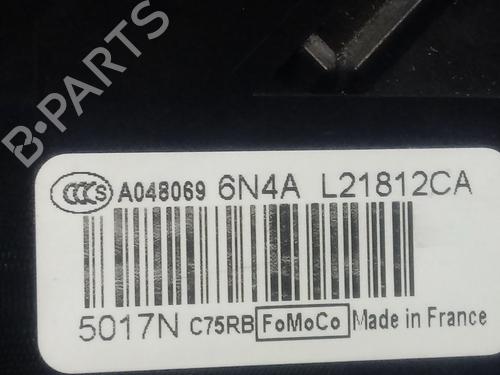 B-PARTS
CCC S A048069 6N4A L21812CA
5017N C75RB FoMoCo Made in France